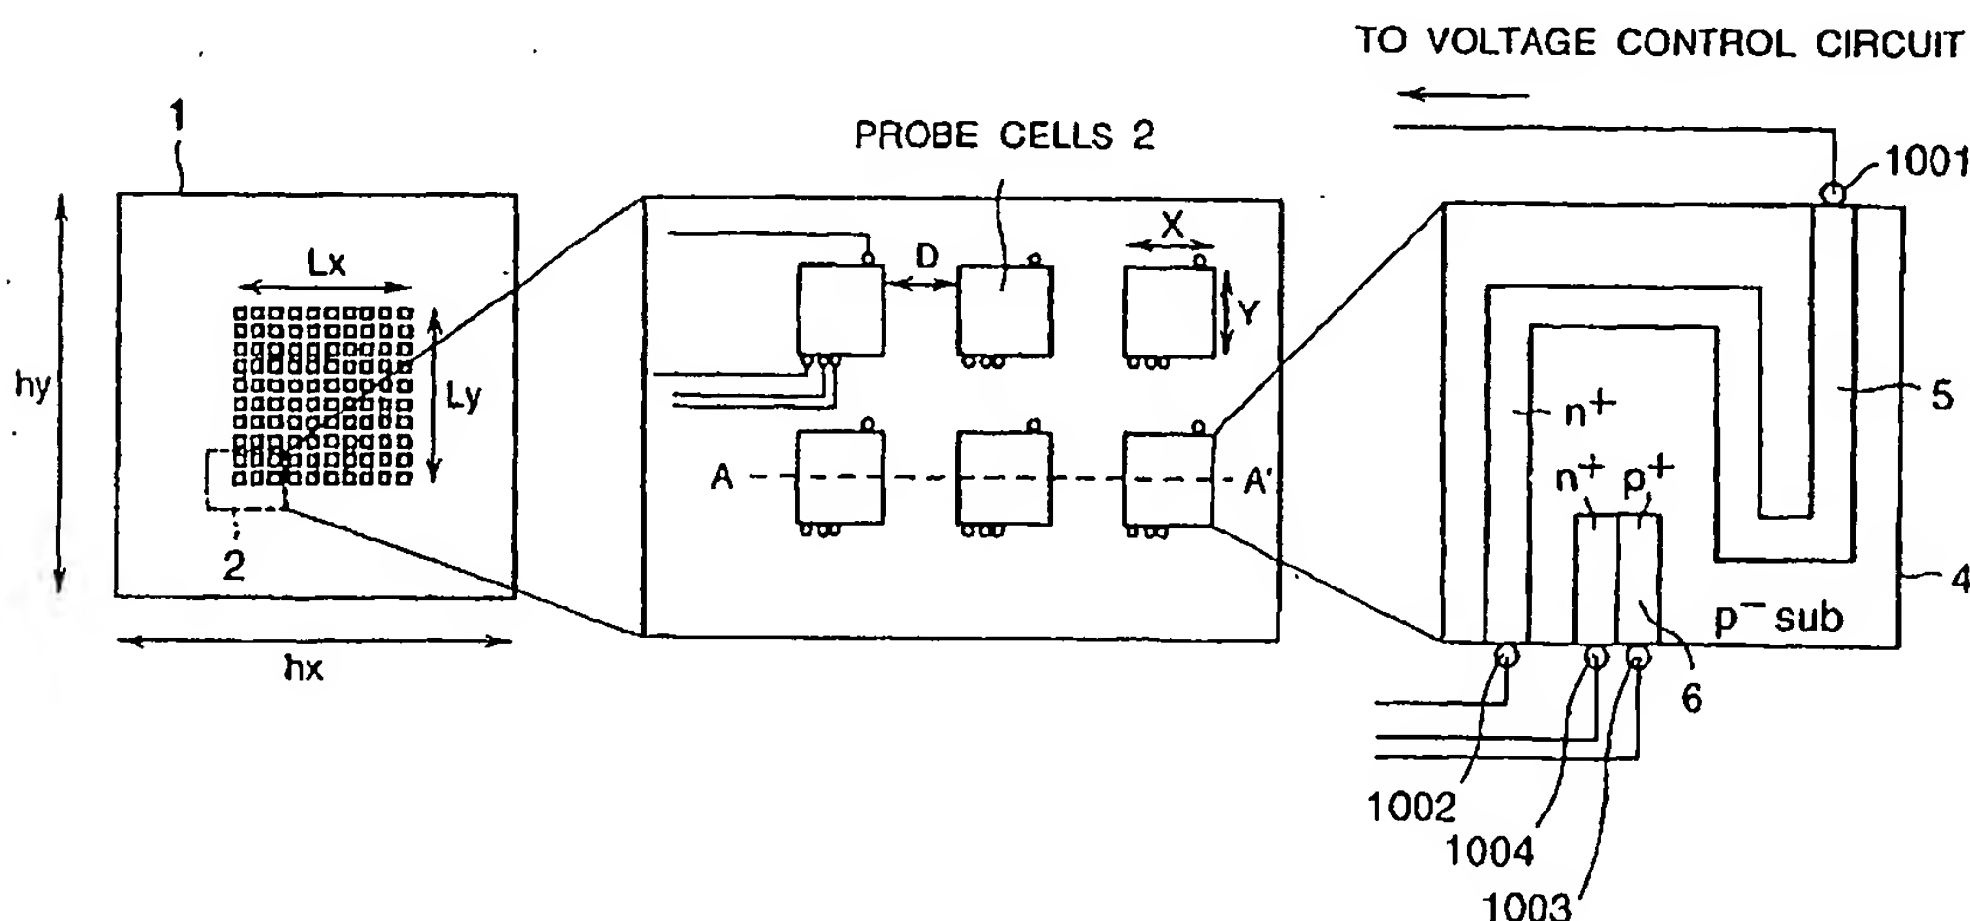 TO VOLTAGE CONTROL CIRCUIT
PROBE CELLS 2
1
1001
Lx
D
X
Y
hy
Ly
n+
5
A
A'
n+ p+
2
4
p− sub
hx
6
1002
1004
1003